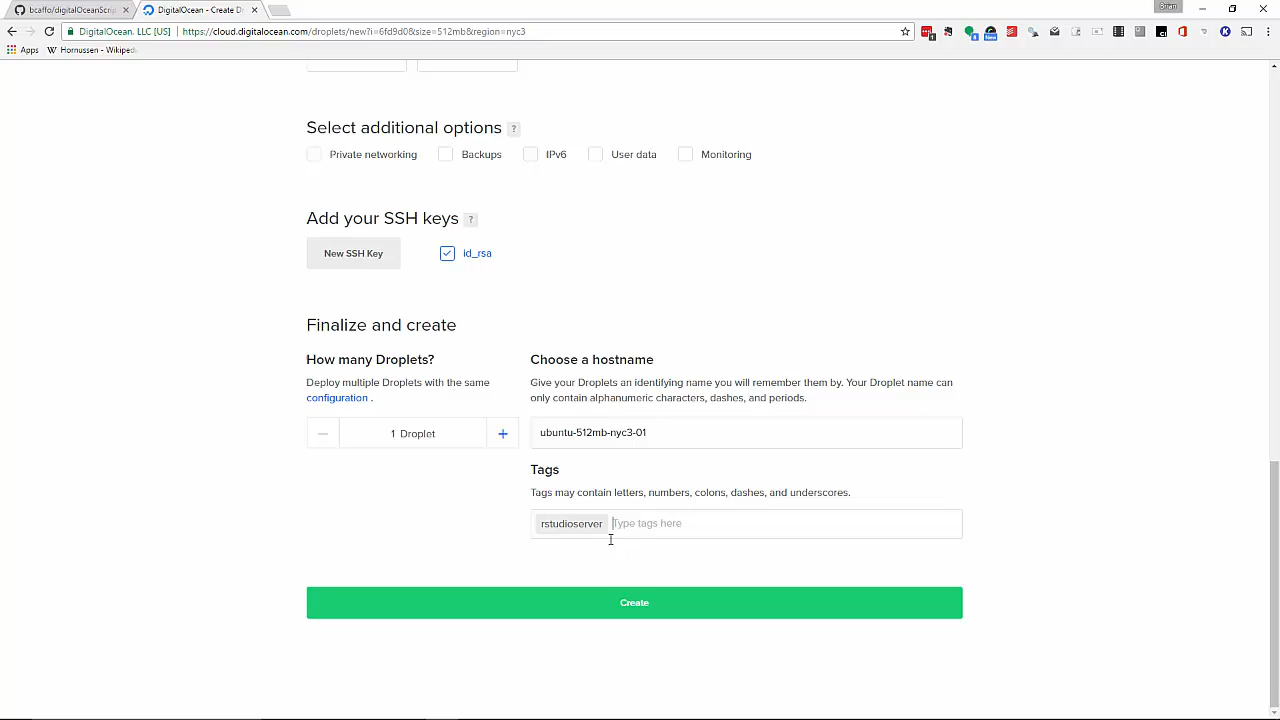 bcaffo/digitalOceanScrip
DigitalOcean - Create D
Brian
DigitalOcean, LLC [US]
https://cloud.digitalocean.com/droplets/new?i=6fd9d0&size=512mb&region=nyc3
Apps
Hornussen - Wikiped
Select additional options ?
Private networking
Backups
IPv6
User data
Monitoring
Add your SSH keys ?
New SSH Key
id_rsa
Finalize and create
How many Droplets?
Deploy multiple Droplets with the same
configuration .
1 Droplet
Choose a hostname
Give your Droplets an identifying name you will remember them by. Your Droplet name can
only contain alphanumeric characters, dashes, and periods.
ubuntu-512mb-nyc3-01
Tags
Tags may contain letters, numbers, colons, dashes, and underscores.
rstudioserver Type tags here
Create